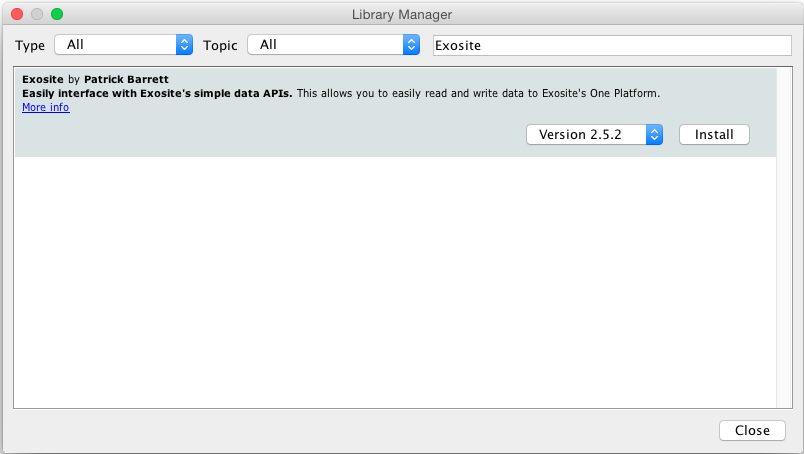 Library Manager
Type All Topic All Exosite
Exosite by Patrick Barrett
Easily interface with Exosite's simple data APIs. This allows you to easily read and write data to Exosite's One Platform.
More info
Version 2.5.2 Install
Close